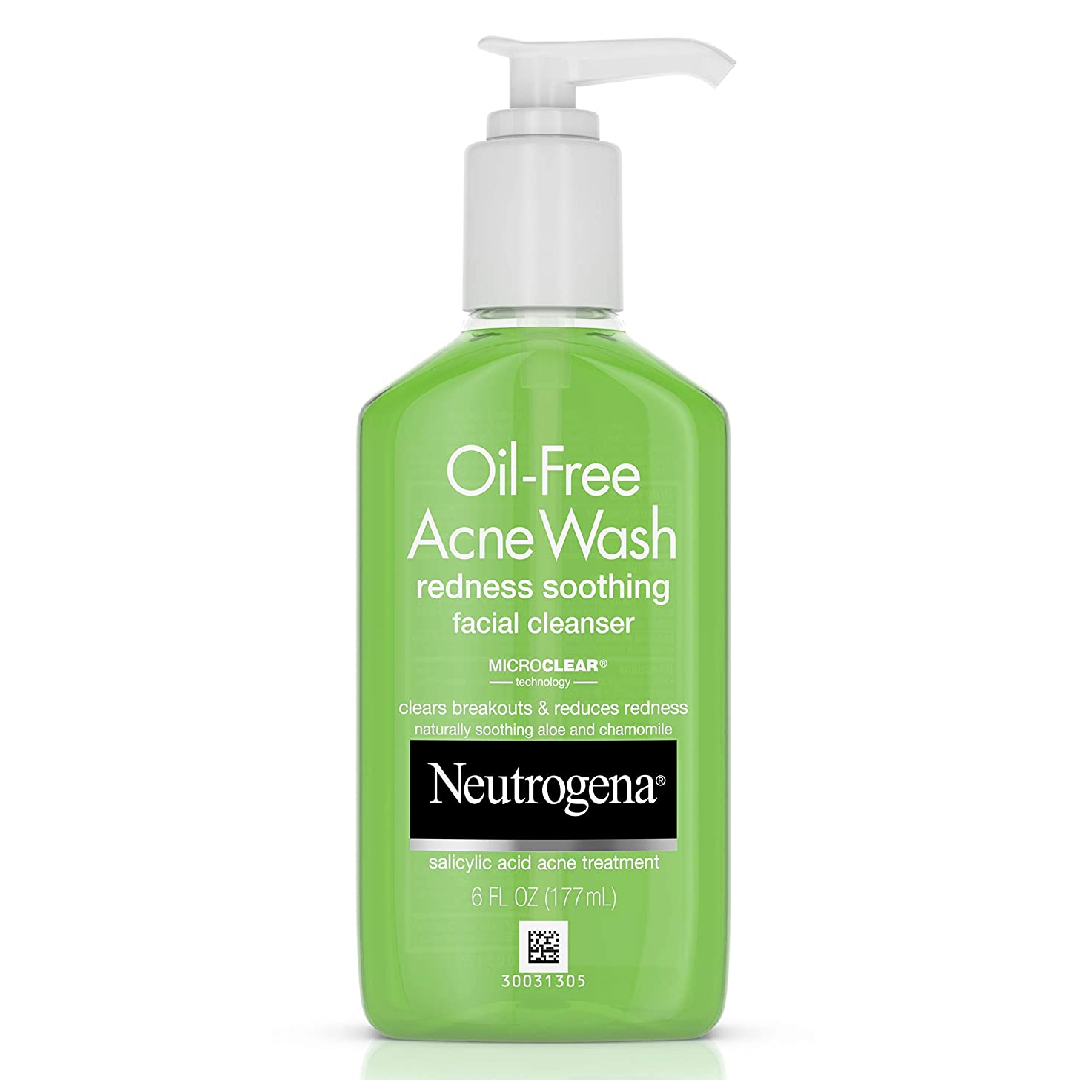 Oil-Free
Acne Wash
redness soothing
facial cleanser
MICROCLEAR®
technology
clears breakouts & reduces redness
naturally soothing aloe and chamomile
Neutrogena®
salicylic acid acne treatment
6 FL OZ (177mL)
30031305